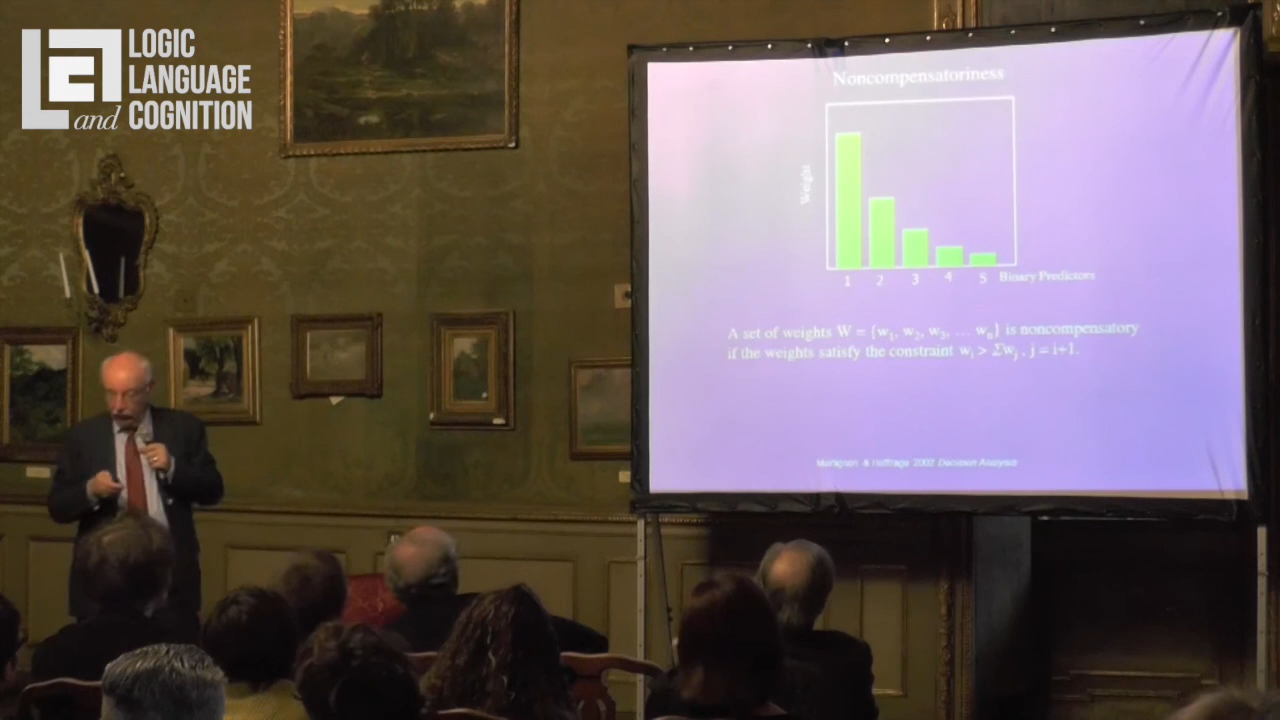 LOGIC
LANGUAGE
and COGNITION
Noncompensatoriness
Weight
1 2 3 4 5 Binary Predictors
A set of weights W = {w1, w2, w3, … wn} is noncompensatory
if the weights satisfy the constraint wi > Σwj . j = i+1.
Martignon & Hoffrage 2002 Decision Analysis